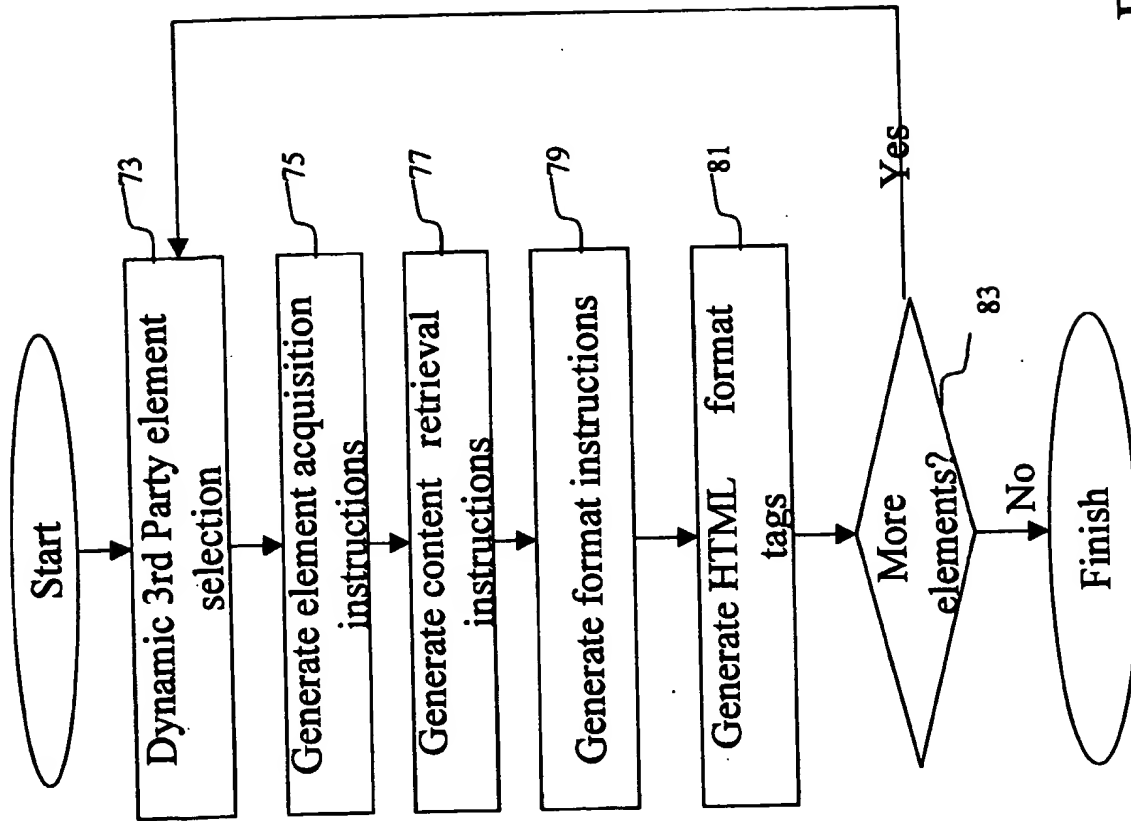 Start
Dynamic 3rd Party element
selection
73
Generate element acquisition
instructions
75
Generate content retrieval
instructions
77
Generate format instructions
79
Generate HTML format
tags
81
More
elements?
83
Yes
No
Finish